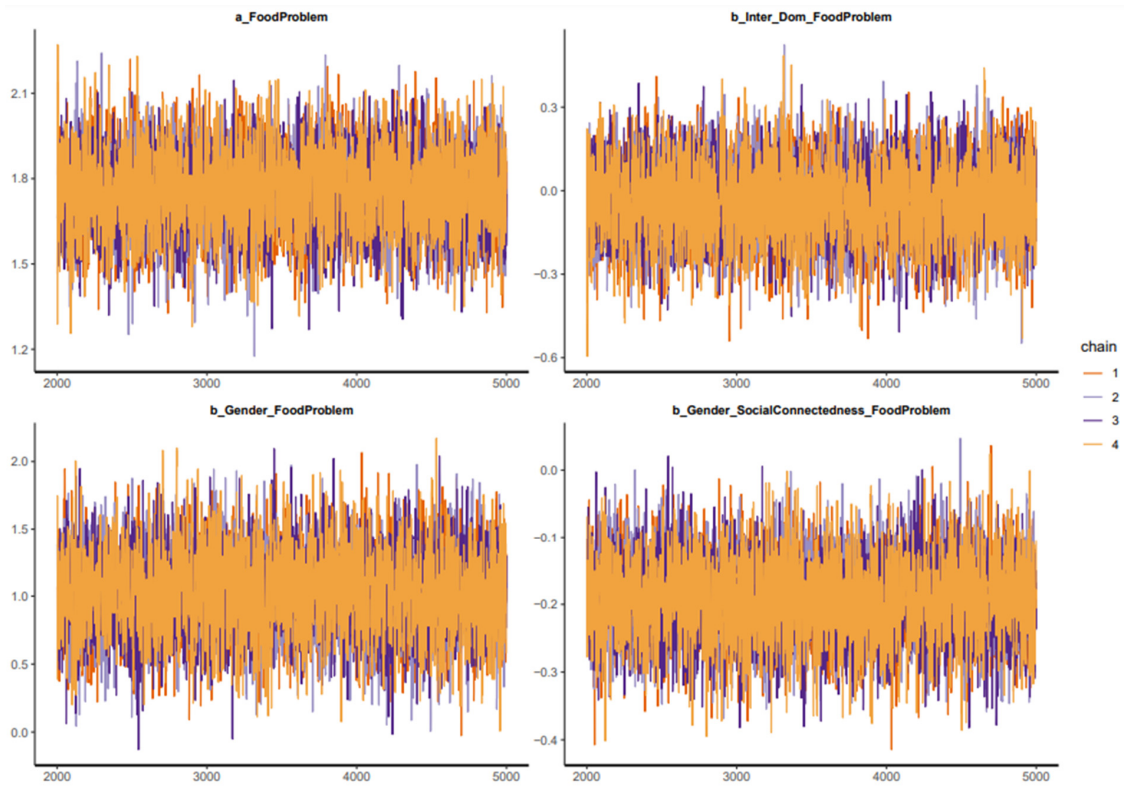 a_FoodProblem
b_Inter_Dom_FoodProblem
2.1
1.8
1.5
1.2
2000 3000 4000 5000
0.3
0.0
−0.3
−0.6
2000 3000 4000 5000
b_Gender_FoodProblem
b_Gender_SocialConnectedness_FoodProblem
2.0
1.5
1.0
0.5
0.0
2000 3000 4000 5000
0.0
−0.1
−0.2
−0.3
−0.4
2000 3000 4000 5000
chain
1
2
3
4